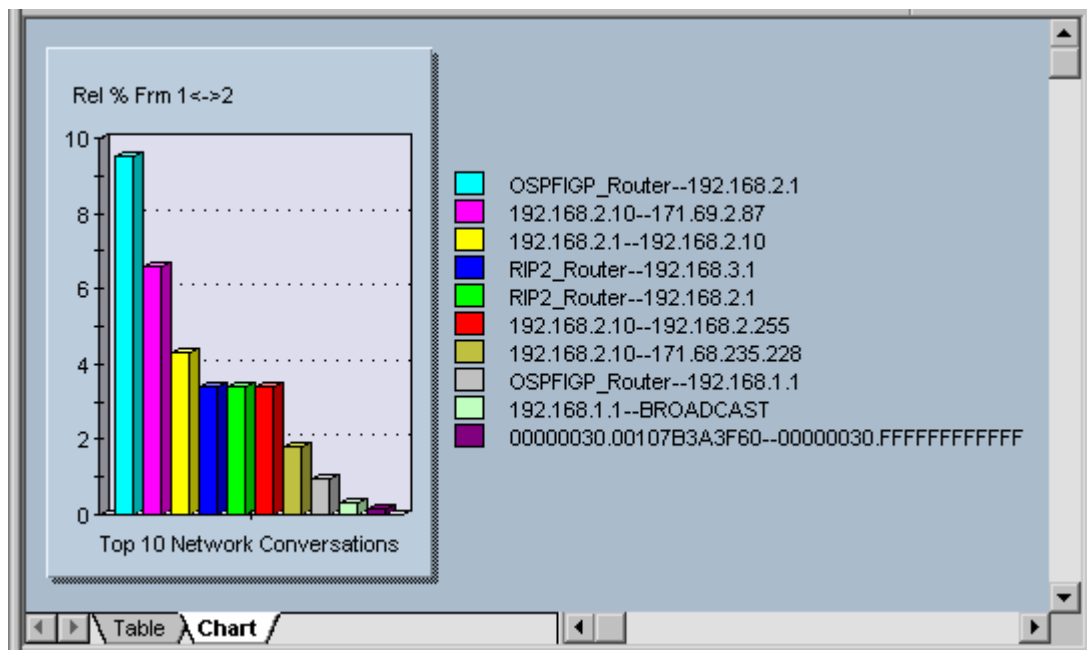 Rel % Frm 1<->2
10
8
6
4
2
0
Top 10 Network Conversations
OSPFIGP_Router--192.168.2.1
192.168.2.10--171.69.2.87
192.168.2.1--192.168.2.10
RIP2_Router--192.168.3.1
RIP2_Router--192.168.2.1
192.168.2.10--192.168.2.255
192.168.2.10--171.68.235.228
OSPFIGP_Router--192.168.1.1
192.168.1.1--BROADCAST
00000030.00107B3A3F60--00000030.FFFFFFFFFFFF
Table Chart